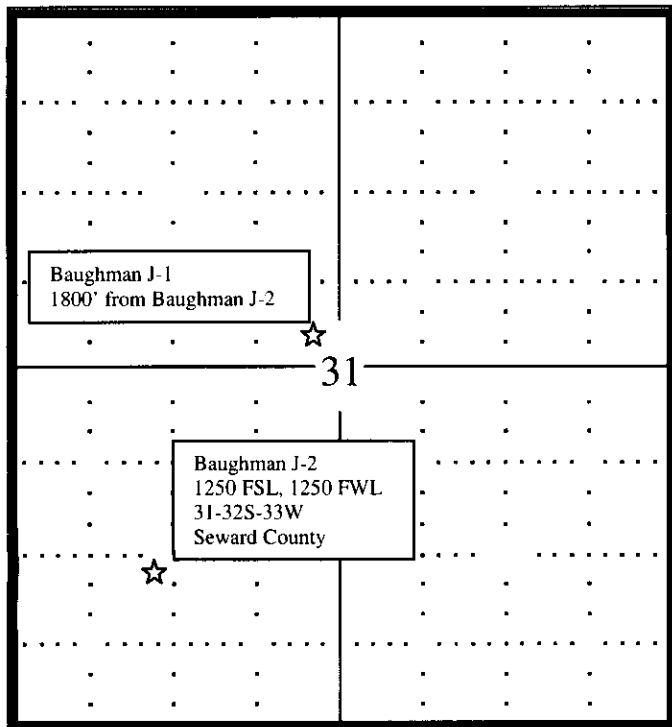 Baughman J-1
1800' from Baughman J-2
31
Baughman J-2
1250 FSL, 1250 FWL
31-32S-33W
Seward County